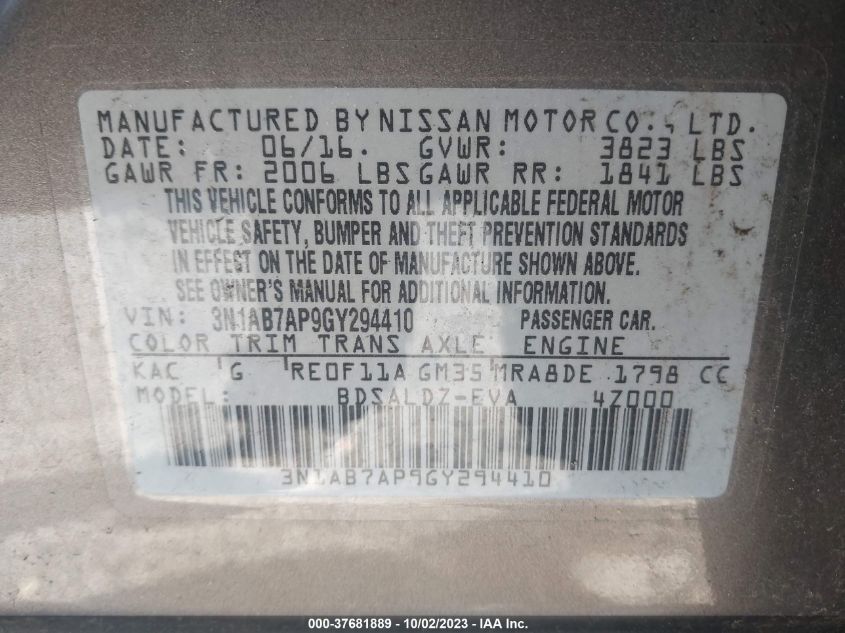 MANUFACTURED BY NISSAN MOTOR CO., LTD.
DATE: 06/16. GVWR: 3823 LBS
GAWR FR: 2006 LBS GAWR RR: 1841 LBS
THIS VEHICLE CONFORMS TO ALL APPLICABLE FEDERAL MOTOR
VEHICLE SAFETY, BUMPER AND THEFT PREVENTION STANDARDS
IN EFFECT ON THE DATE OF MANUFACTURE SHOWN ABOVE.
SEE OWNER'S MANUAL FOR ADDITIONAL INFORMATION.
VIN: 3N1AB7AP9GY294410 PASSENGER CAR.
COLOR TRIM TRANS AXLE ENGINE
KAC G RE0F11A GM35 MRA8DE 1798 CC
MODEL: BDSALDZ-EVA 4Z000
3N1AB7AP9GY294410
000-37681889 - 10/02/2023 - IAA, Inc.